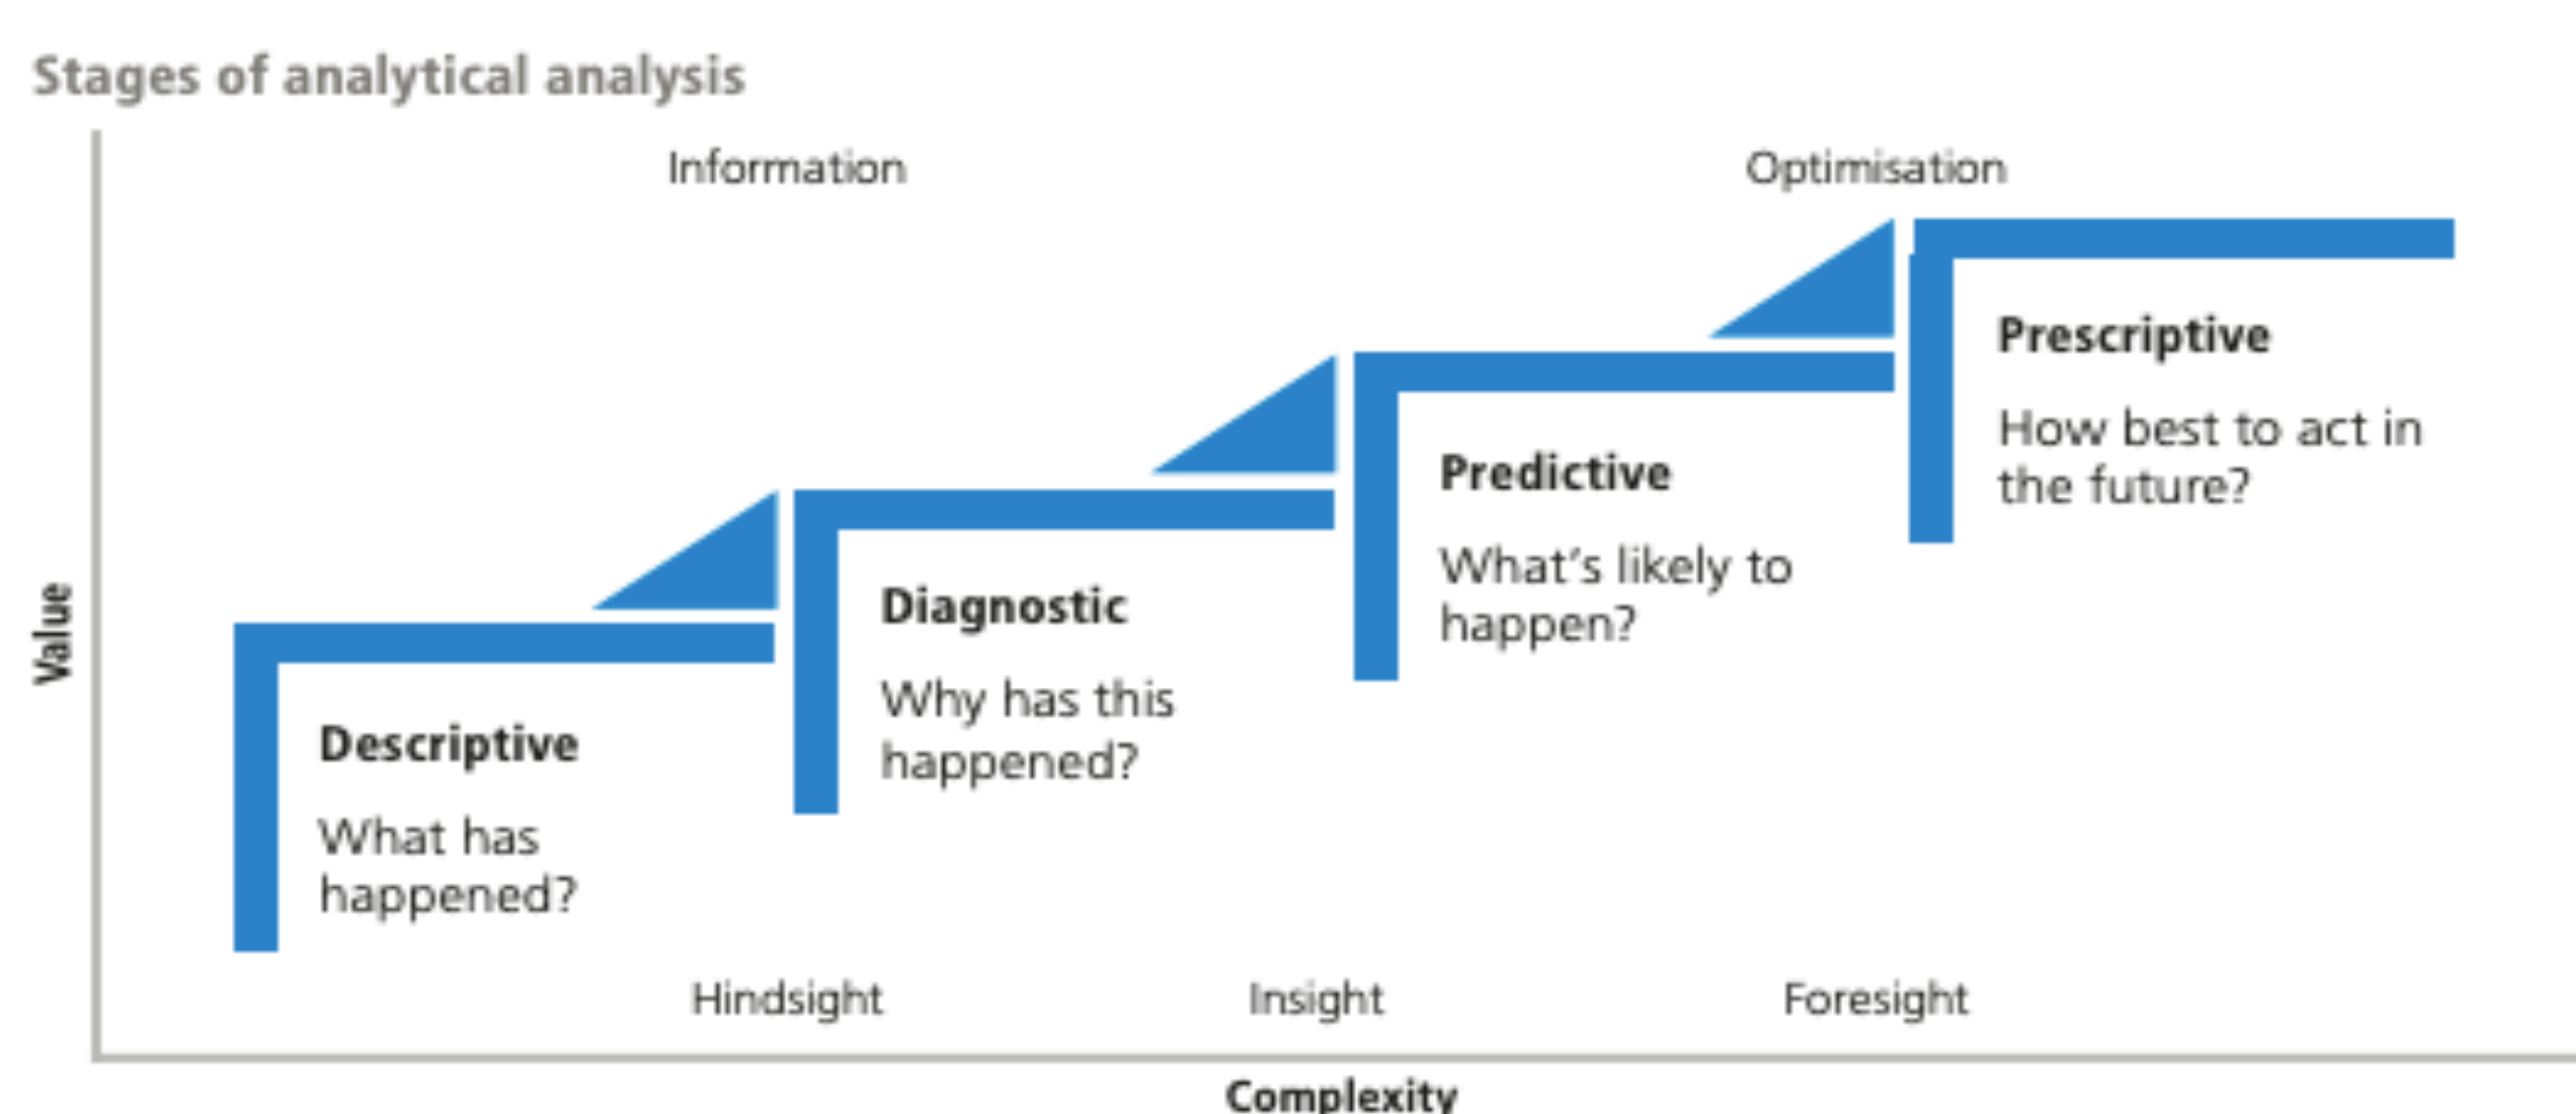 Stages of analytical analysis
Information
Optimisation
Prescriptive
How best to act in
the future?
Predictive
What's likely to
happen?
Diagnostic
Why has this
happened?
Descriptive
What has
happened?
Value
Hindsight
Insight
Foresight
Complexity